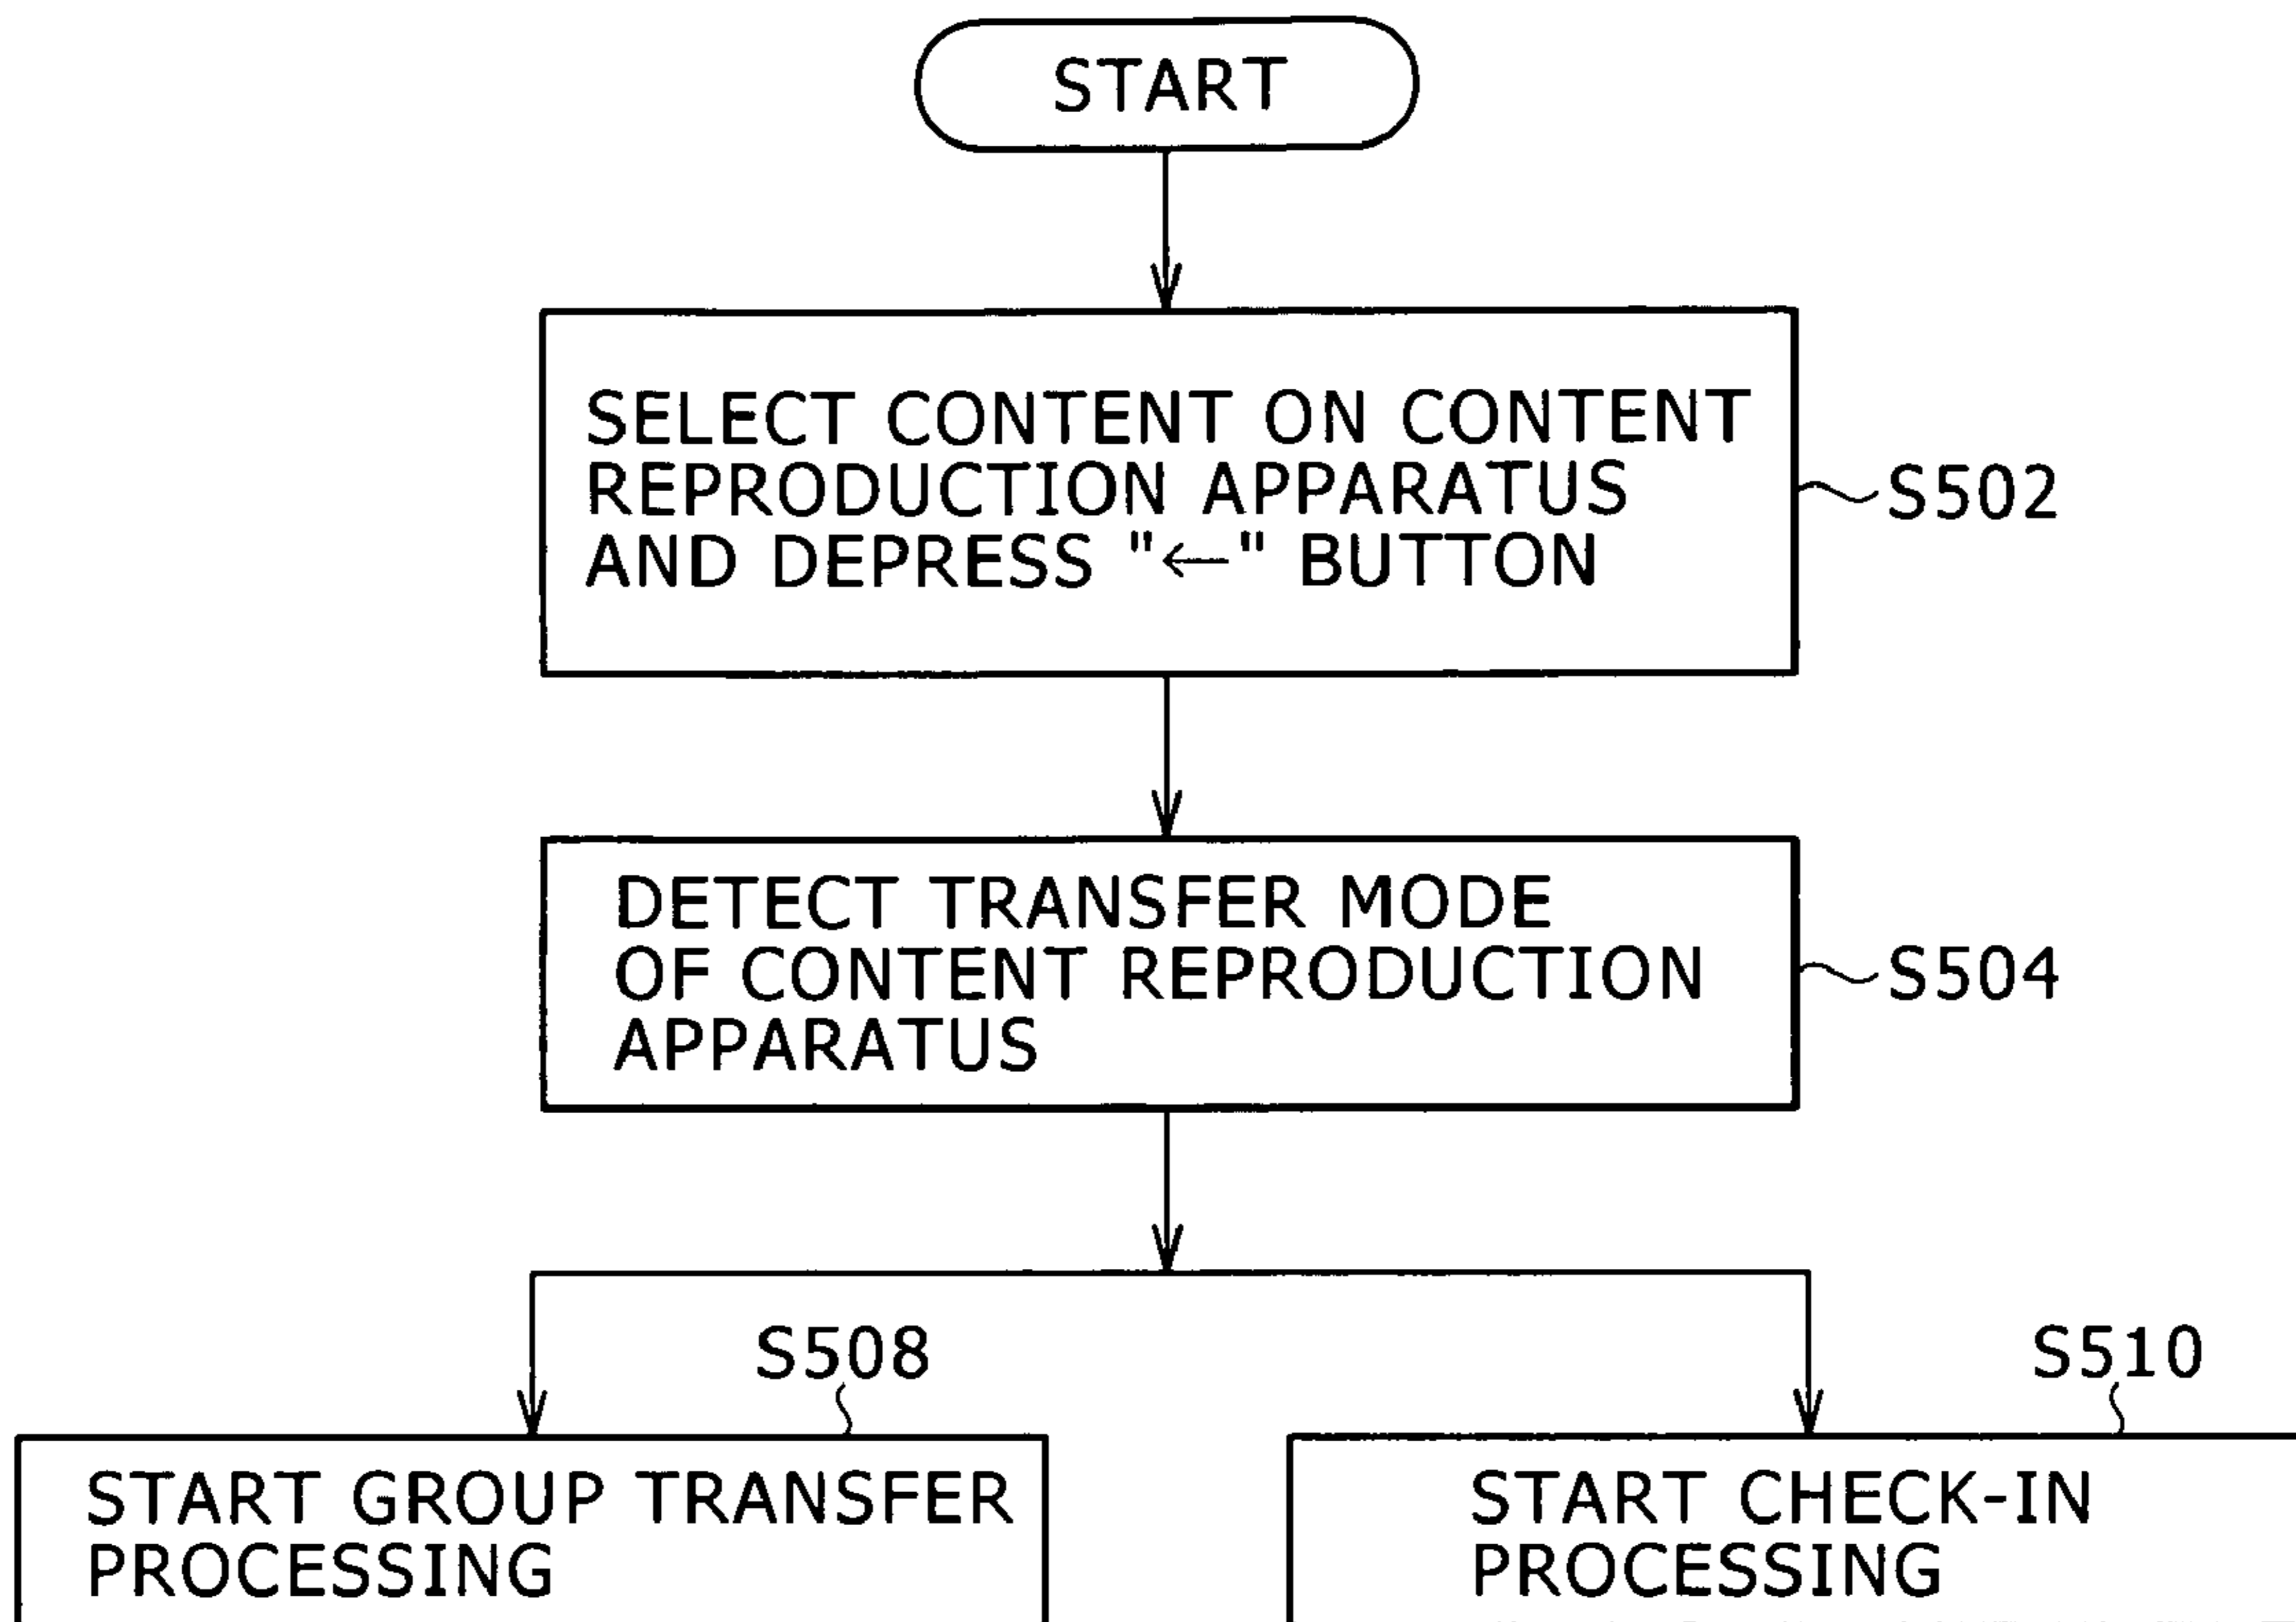 START
SELECT CONTENT ON CONTENT
REPRODUCTION APPARATUS
AND DEPRESS "←" BUTTON
S502
DETECT TRANSFER MODE
OF CONTENT REPRODUCTION
APPARATUS
S504
S508
S510
START GROUP TRANSFER
PROCESSING
START CHECK-IN
PROCESSING